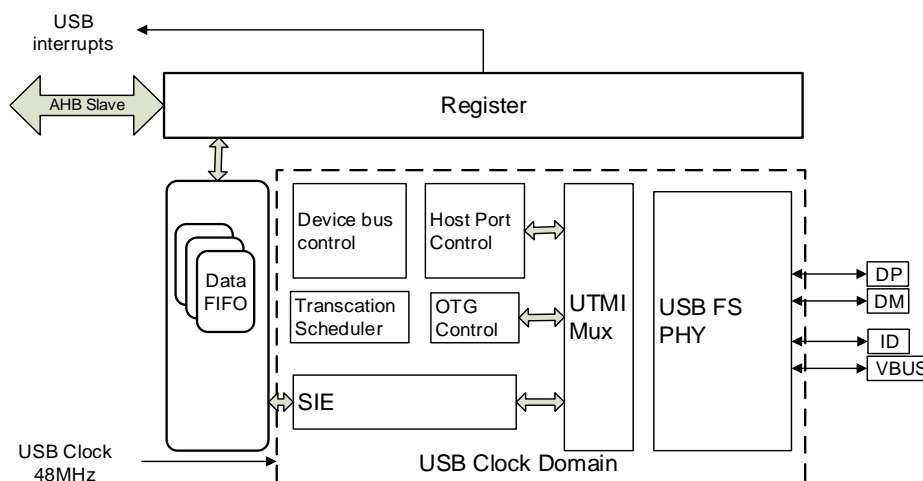 USB
interrupts
AHB Slave
Register
Device bus
control
Host Port
Control
Data
FIFO
Transcation
Scheduler
OTG
Control
UTMI
Mux
USB FS
PHY
DP
DM
ID
VBUS
SIE
USB Clock
48MHz
USB Clock Domain